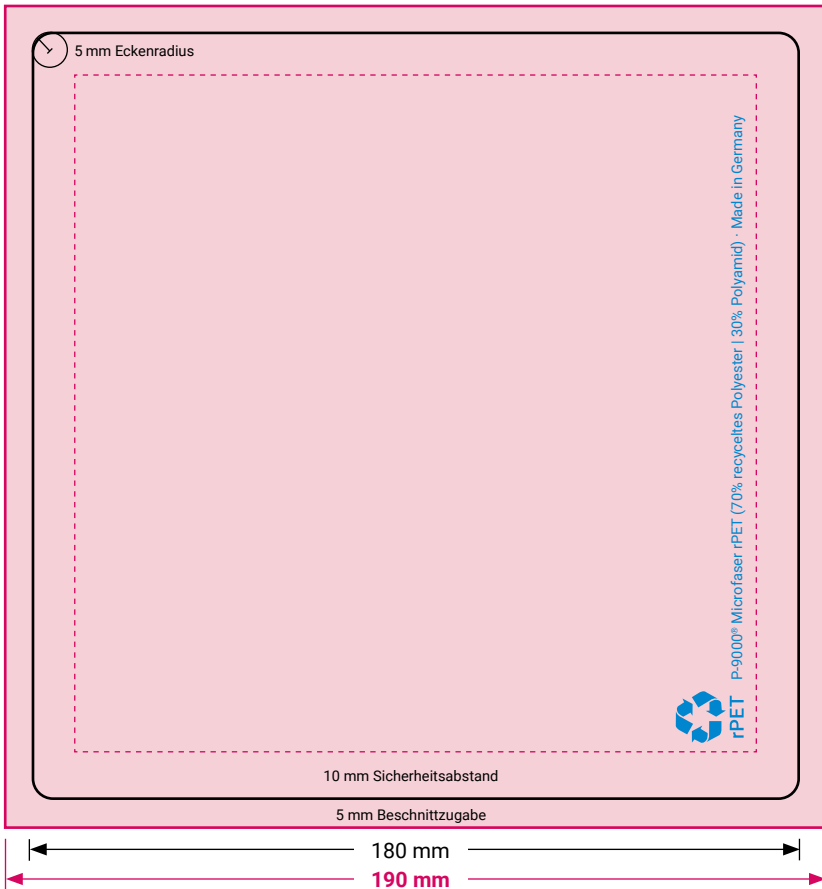 5 mm Eckenradius
P-9000® Microfaser rPET (70% recyceltes Polyester | 30% Polyamid) · Made in Germany
rPET
10 mm Sicherheitsabstand
5 mm Beschnittzugabe
180 mm
190 mm